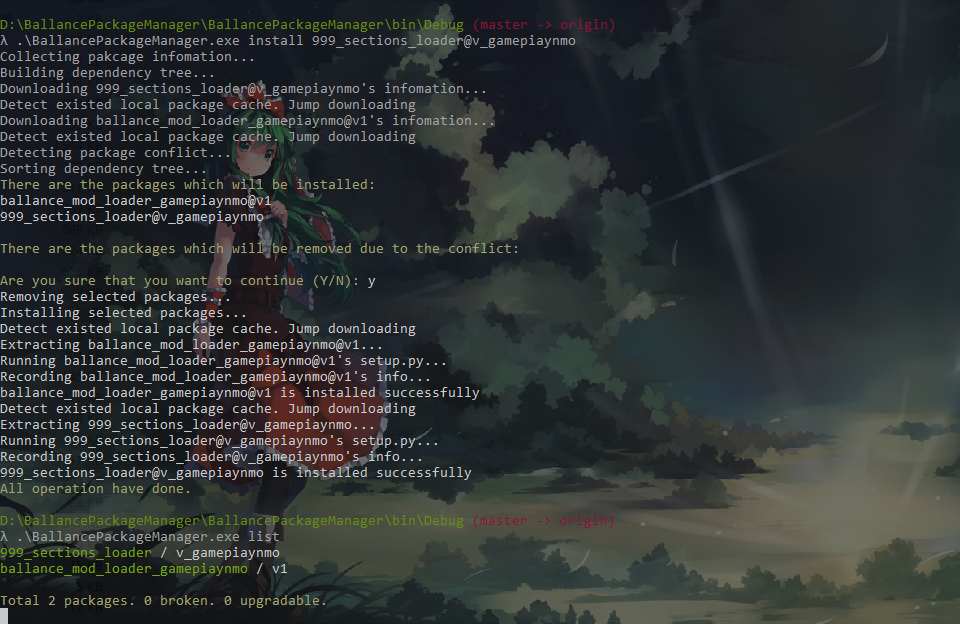 D:\BallancePackageManager\BallancePackageManager\bin\Debug (master -> origin)
λ .\BallancePackageManager.exe install 999_sections_loader@v_gamepiaynmo
Collecting pakcage infomation...
Building dependency tree...
Downloading 999_sections_loader@v_gamepiaynmo's infomation...
Detect existed local package cache. Jump downloading
Downloading ballance_mod_loader_gamepiaynmo@v1's infomation...
Detect existed local package cache. Jump downloading
Detecting package conflict...
Sorting dependency tree...
There are the packages which will be installed:
ballance_mod_loader_gamepiaynmo@v1
999_sections_loader@v_gamepiaynmo
There are the packages which will be removed due to the conflict:
Are you sure that you want to continue (Y/N): y
Removing selected packages...
Installing selected packages...
Detect existed local package cache. Jump downloading
Extracting ballance_mod_loader_gamepiaynmo@v1...
Running ballance_mod_loader_gamepiaynmo@v1's setup.py...
Recording ballance_mod_loader_gamepiaynmo@v1's info...
ballance_mod_loader_gamepiaynmo@v1 is installed successfully
Detect existed local package cache. Jump downloading
Extracting 999_sections_loader@v_gamepiaynmo...
Running 999_sections_loader@v_gamepiaynmo's setup.py...
Recording 999_sections_loader@v_gamepiaynmo's info...
999_sections_loader@v_gamepiaynmo is installed successfully
All operation have done.
D:\BallancePackageManager\BallancePackageManager\bin\Debug (master -> origin)
λ .\BallancePackageManager.exe list
999_sections_loader / v_gamepiaynmo
ballance_mod_loader_gamepiaynmo / v1
Total 2 packages. 0 broken. 0 upgradable.